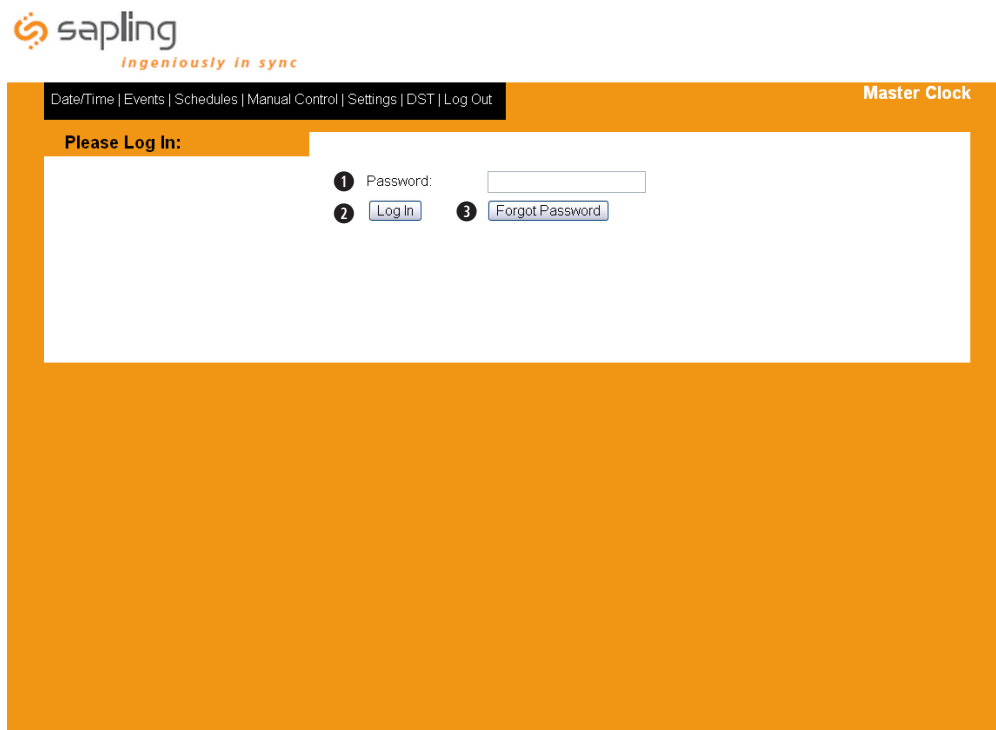 sapling
ingeniously in sync
Date/Time | Events | Schedules | Manual Control | Settings | DST | Log Out
Master Clock
Please Log In:
1 Password:
2 Log In 3 Forgot Password